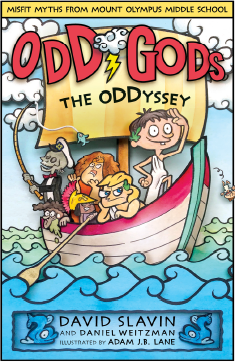 MISFIT MYTHS FROM MOUNT OLYMPUS MIDDLE SCHOOL
ODD GODS
THE ODDYSSEY
DAVID SLAVIN
AND DANIEL WEITZMAN
ILLUSTRATED BY ADAM J.B. LANE